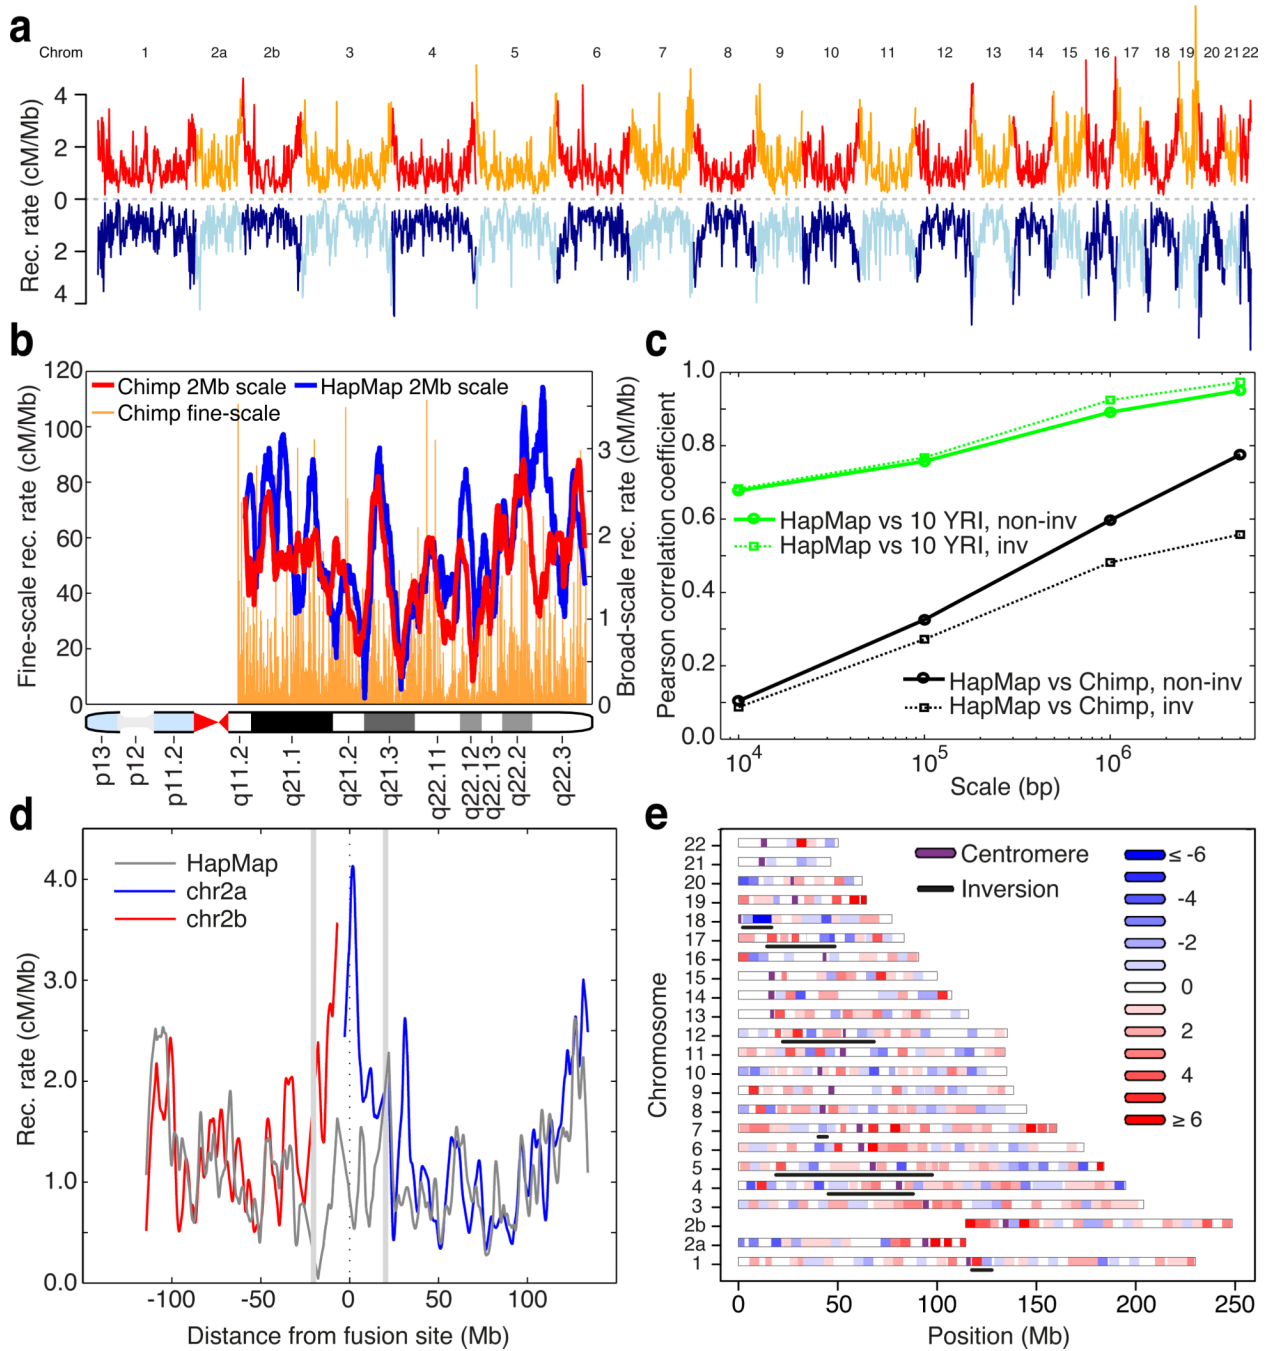 a
Chrom 1 2a 2b 3 4 5 6 7 8 9 10 11 12 13 14 15 16 17 18 19 20 21 22
Rec. rate (cM/Mb) Rec. rate (cM/Mb)
4
2
0
2
4
b
Fine-scale rec. rate (cM/Mb)
120
100
80
60
40
20
0
Chimp 2Mb scale HapMap 2Mb scale
Chimp fine-scale
3
2
1
0
Broad-scale rec. rate (cM/Mb)
p13 p12 p11.2 q11.2 q21.1 q21.2 q21.3 q22.11 q22.12 q22.13 q22.2 q22.3
c
Pearson correlation coefficient
1.0
0.8
0.6
0.4
0.2
0.0
HapMap vs 10 YRI, non-inv
HapMap vs 10 YRI, inv
HapMap vs Chimp, non-inv
HapMap vs Chimp, inv
10⁴ 10⁵ 10⁶
Scale (bp)
d
Rec. rate (cM/Mb)
4.0
3.0
2.0
1.0
0.0
HapMap
chr2a
chr2b
-100 -50 0 50 100
Distance from fusion site (Mb)
e
Chromosome
22
21
20
19
18
17
16
15
14
13
12
11
10
9
8
7
6
5
4
3
2b
2a
1
Centromere
Inversion
≤ -6
-4
-2
0
2
4
≥ 6
0 50 100 150 200 250
Position (Mb)